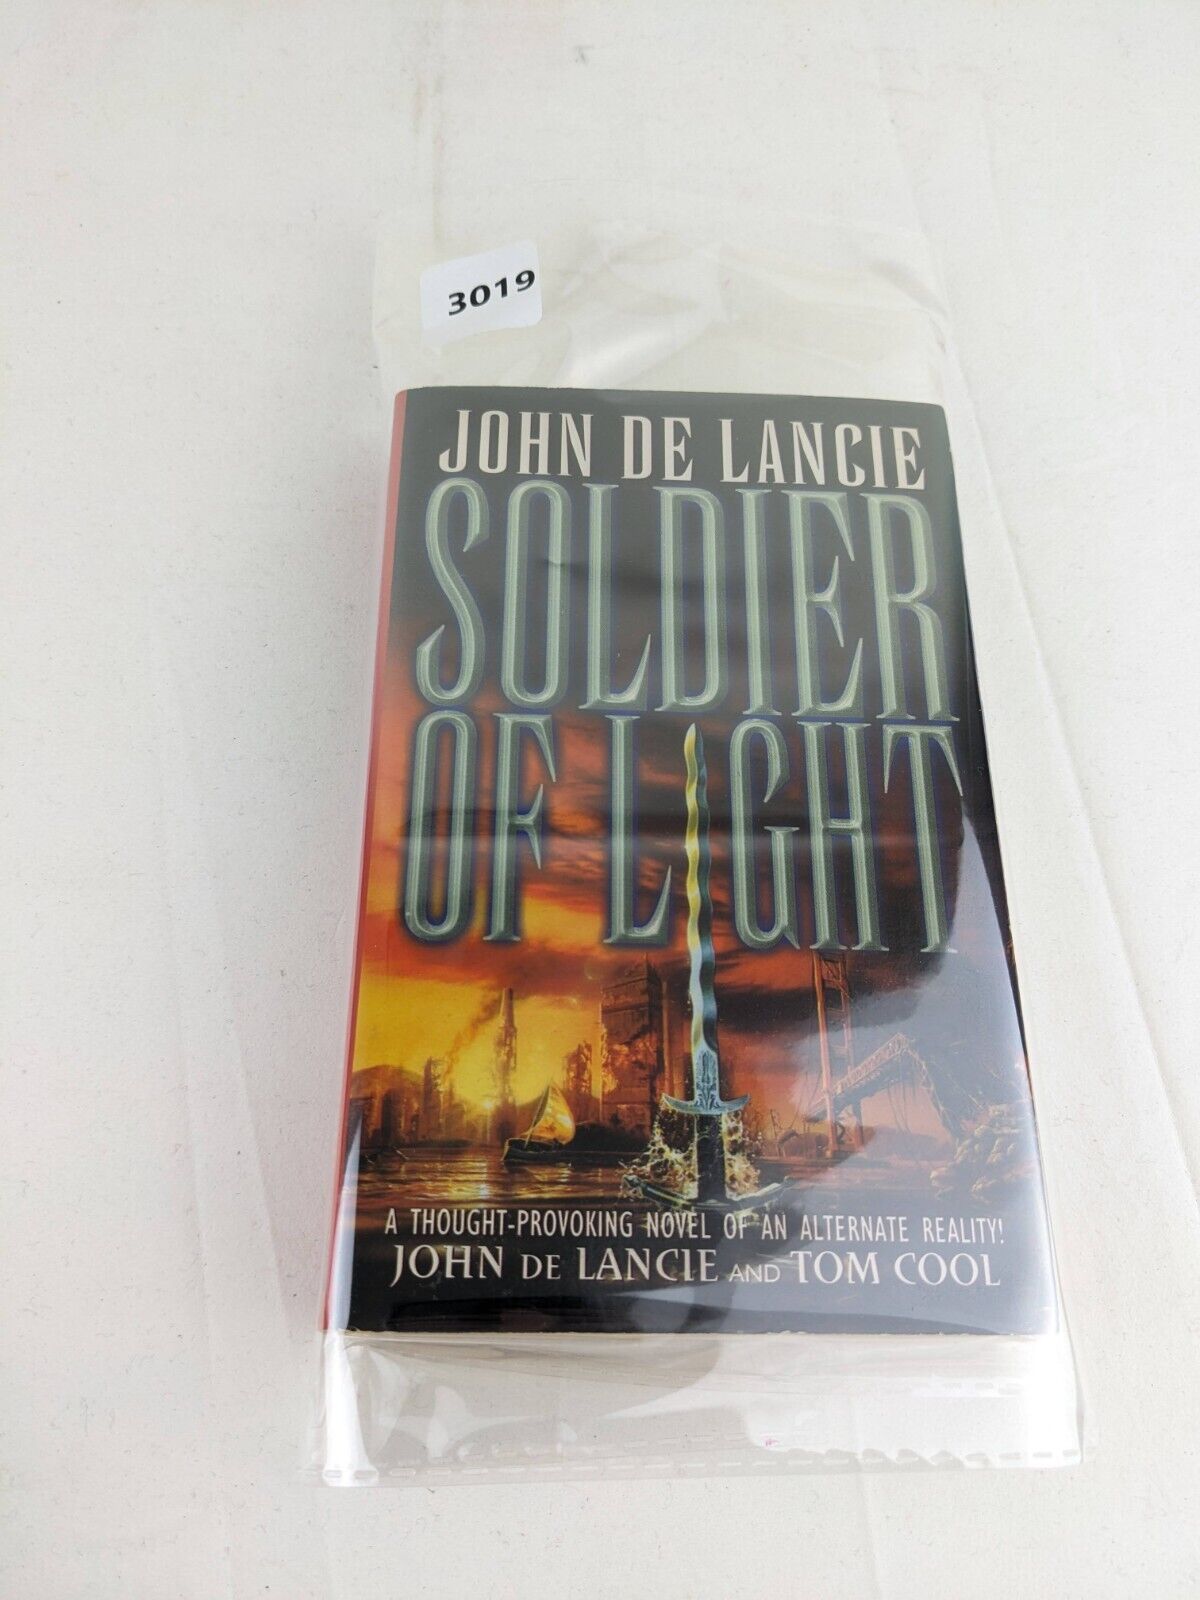 3019
JOHN DE LANCIE
SOLDIER
OF LIGHT
A THOUGHT-PROVOKING NOVEL OF AN ALTERNATE REALITY!
JOHN DE LANCIE AND TOM COOL